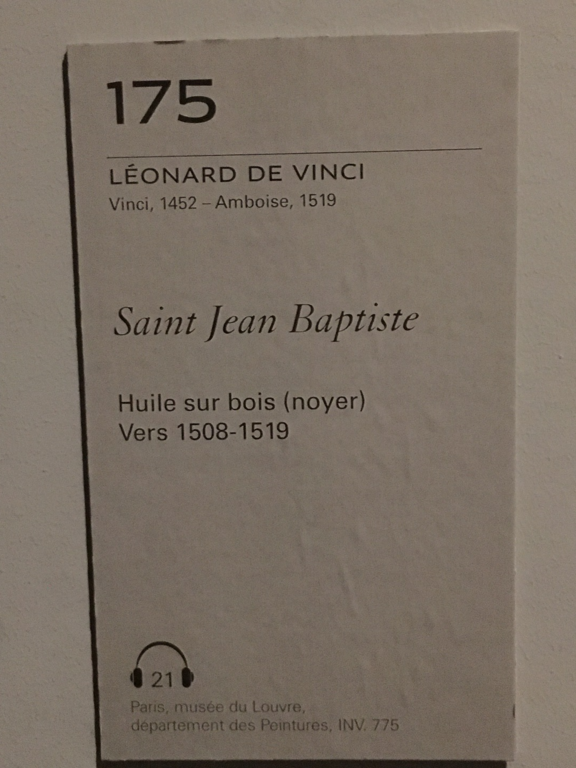 175
LÉONARD DE VINCI
Vinci, 1452 – Amboise, 1519
Saint Jean Baptiste
Huile sur bois (noyer)
Vers 1508-1519
21
Paris, musée du Louvre,
département des Peintures, INV. 775